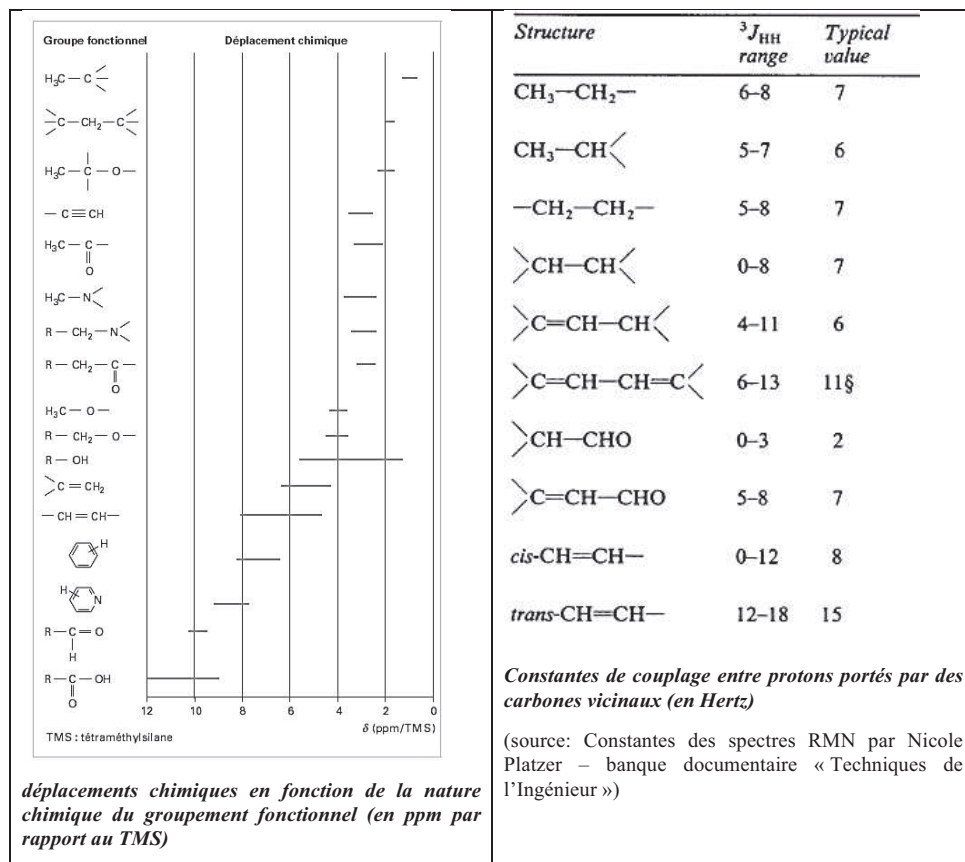 Groupe fonctionnel Déplacement chimique
H₃C — C
C — CH₂ — C
H₃C — C — O —
— C ≡ CH
H₃C — C —
O
H₃C — N
R — CH₂ — N
R — CH₂ — C —
O
H₃C — O —
R — CH₂ — O —
R — OH
C = CH₂
— CH = CH—
H
H N
R — C = O
H
R — C — OH
O
12 10 8 6 4 2 0
δ (ppm/TMS)
TMS : tétraméthylsilane
déplacements chimiques en fonction de la nature
chimique du groupement fonctionnel (en ppm par
rapport au TMS)
Structure ³J_HH range Typical value
CH₃—CH₂— 6–8 7
CH₃—CH 5–7 6
—CH₂—CH₂— 5–8 7
CH—CH 0–8 7
C=CH—CH 4–11 6
C=CH—CH=C 6–13 11§
CH—CHO 0–3 2
C=CH—CHO 5–8 7
cis-CH=CH— 0–12 8
trans-CH=CH— 12–18 15
Constantes de couplage entre protons portés par des
carbones vicinaux (en Hertz)
(source: Constantes des spectres RMN par Nicole
Platzer – banque documentaire « Techniques de
l'Ingénieur »)